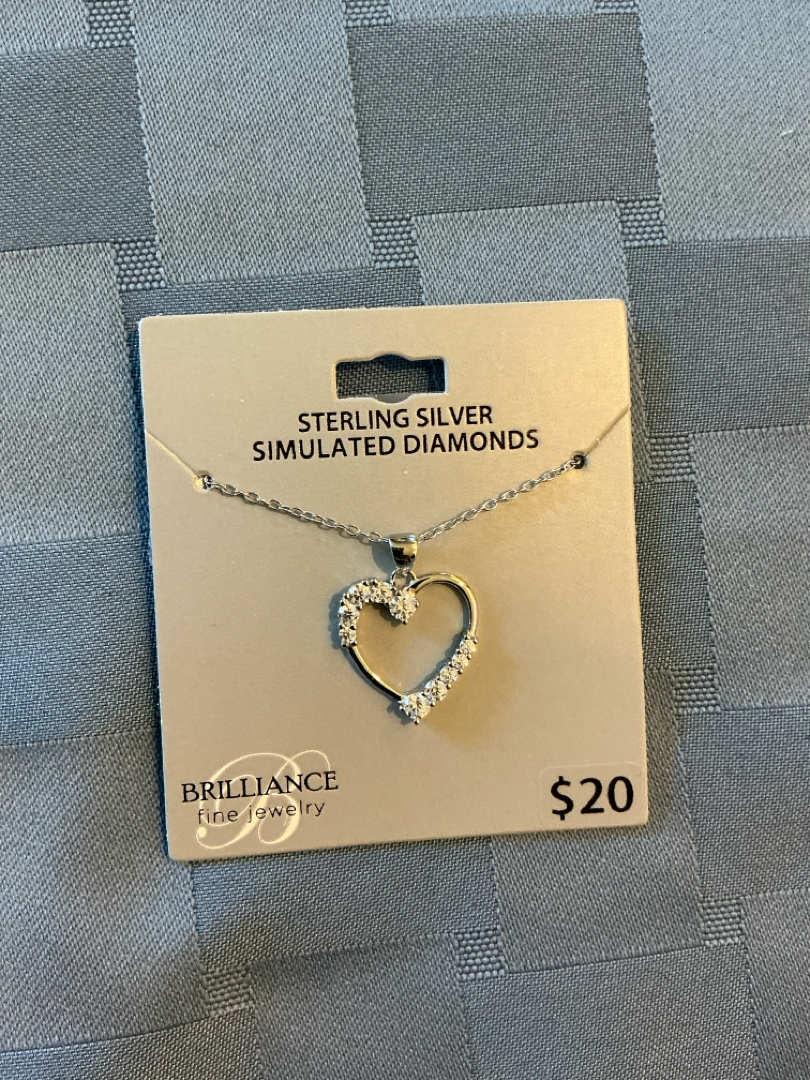 STERLING SILVER
SIMULATED DIAMONDS
B
BRILLIANCE
fine jewelry
$20